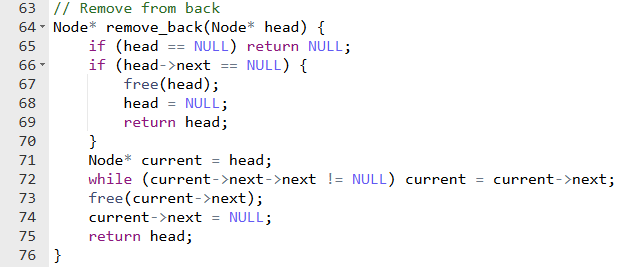 63 // Remove from back
64 Node* remove_back(Node* head) {
65     if (head == NULL) return NULL;
66     if (head->next == NULL) {
67         free(head);
68         head = NULL;
69         return head;
70     }
71     Node* current = head;
72     while (current->next->next != NULL) current = current->next;
73     free(current->next);
74     current->next = NULL;
75     return head;
76 }